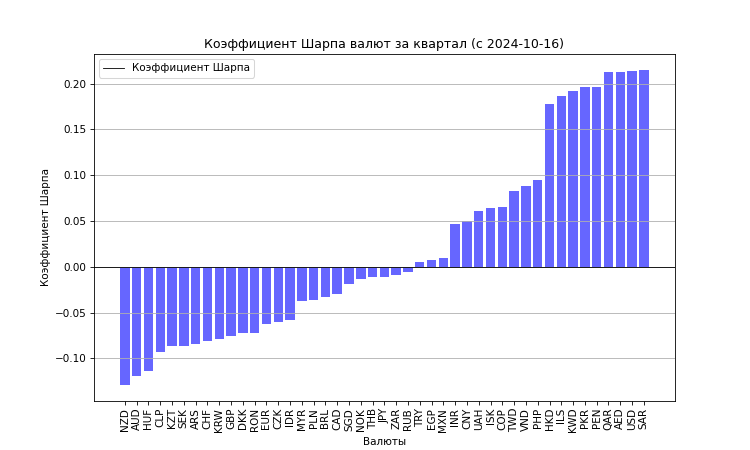 Коэффициент Шарпа валют за квартал (с 2024-10-16)
Коэффициент Шарпа
0.20
0.15
0.10
0.05
0.00
−0.05
−0.10
Коэффициент Шарпа
NZD AUD HUF CLP KZT SEK ARS CHF KRW GBP DKK RON EUR CZK IDR MYR PLN BRL CAD SGD NOK THB JPY ZAR RUB TRY EGP MXN INR CNY UAH ISK COP TWD VND PHP HKD ILS KWD PKR PEN QAR AED USD SAR
Валюты